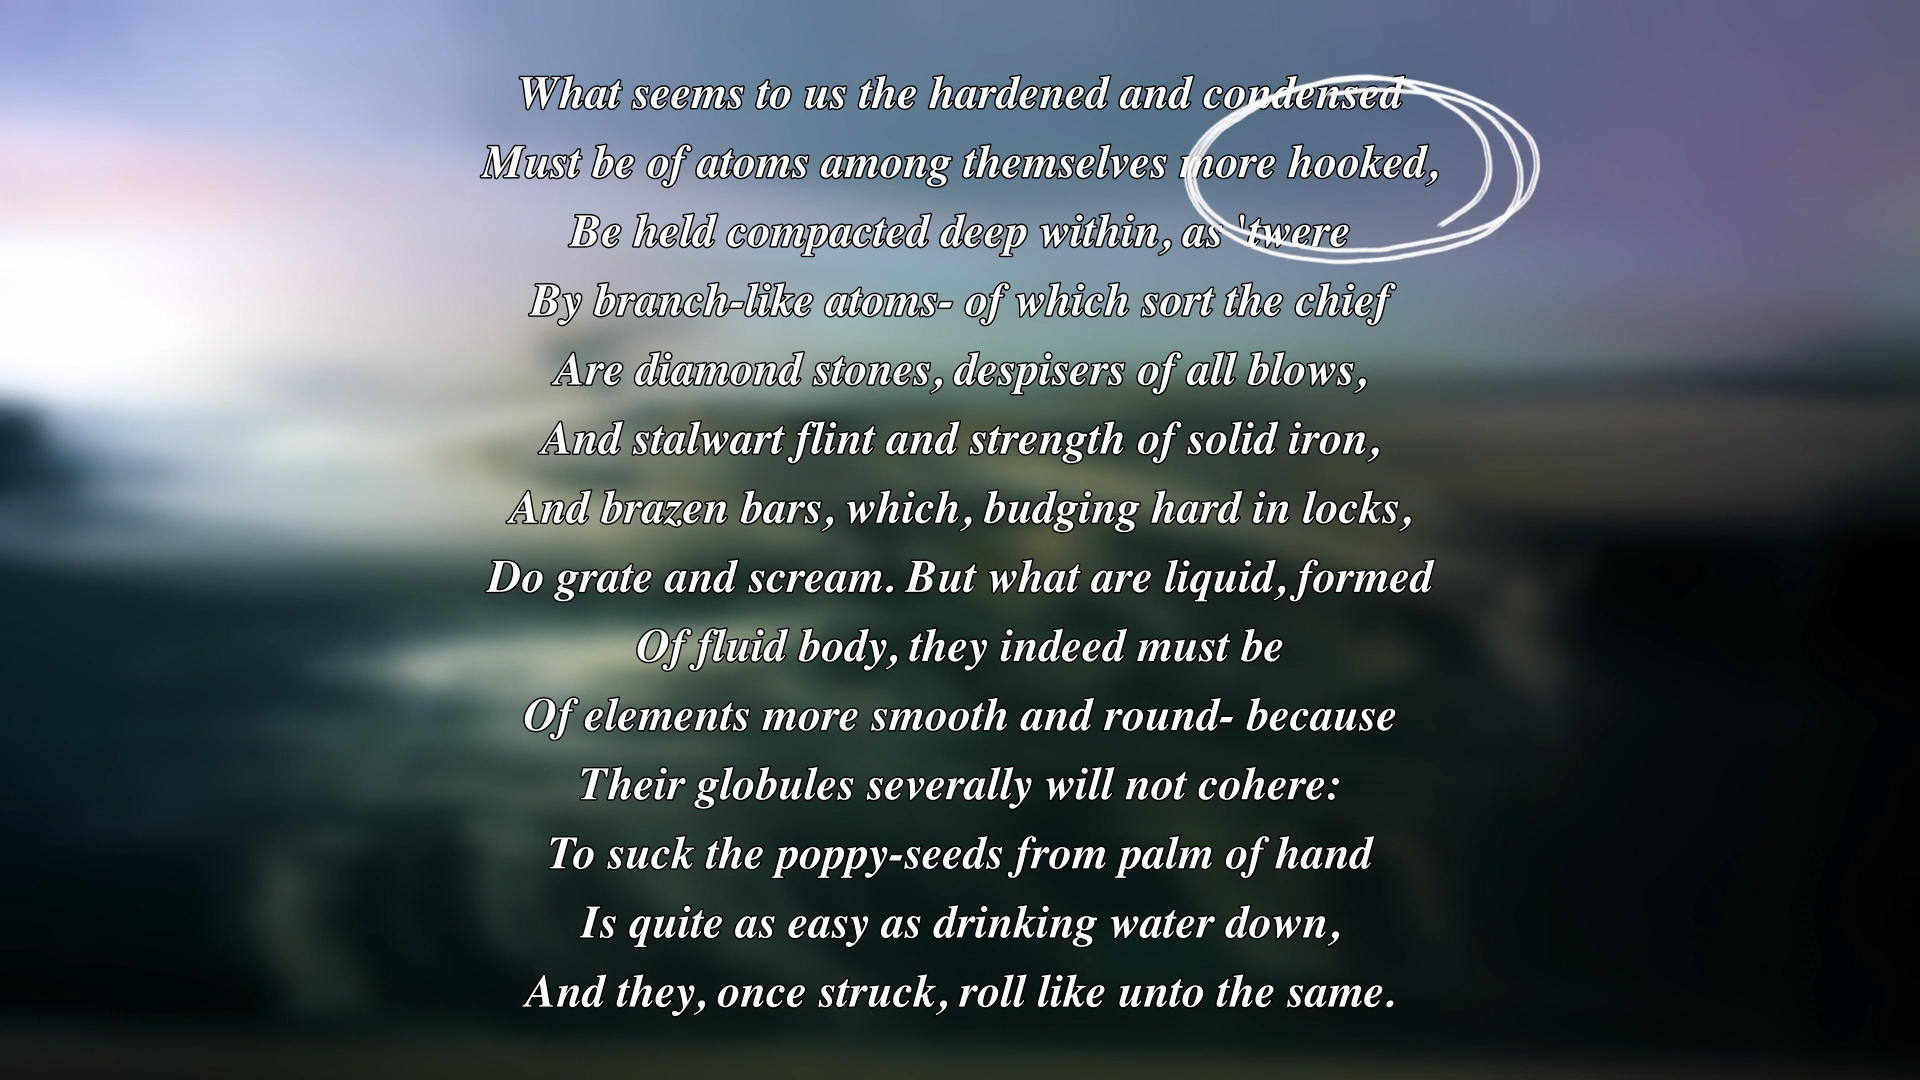 What seems to us the hardened and condensed
Must be of atoms among themselves more hooked,
Be held compacted deep within, as 'twere
By branch-like atoms- of which sort the chief
Are diamond stones, despisers of all blows,
And stalwart flint and strength of solid iron,
And brazen bars, which, budging hard in locks,
Do grate and scream. But what are liquid, formed
Of fluid body, they indeed must be
Of elements more smooth and round- because
Their globules severally will not cohere:
To suck the poppy-seeds from palm of hand
Is quite as easy as drinking water down,
And they, once struck, roll like unto the same.